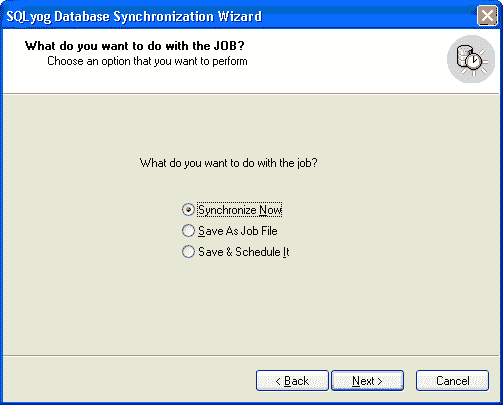 SQLyog Database Synchronization Wizard
What do you want to do with the JOB?
Choose an option that you want to perform
What do you want to do with the job?
Synchronize Now
Save As Job File
Save & Schedule It
< Back
Next >
Cancel